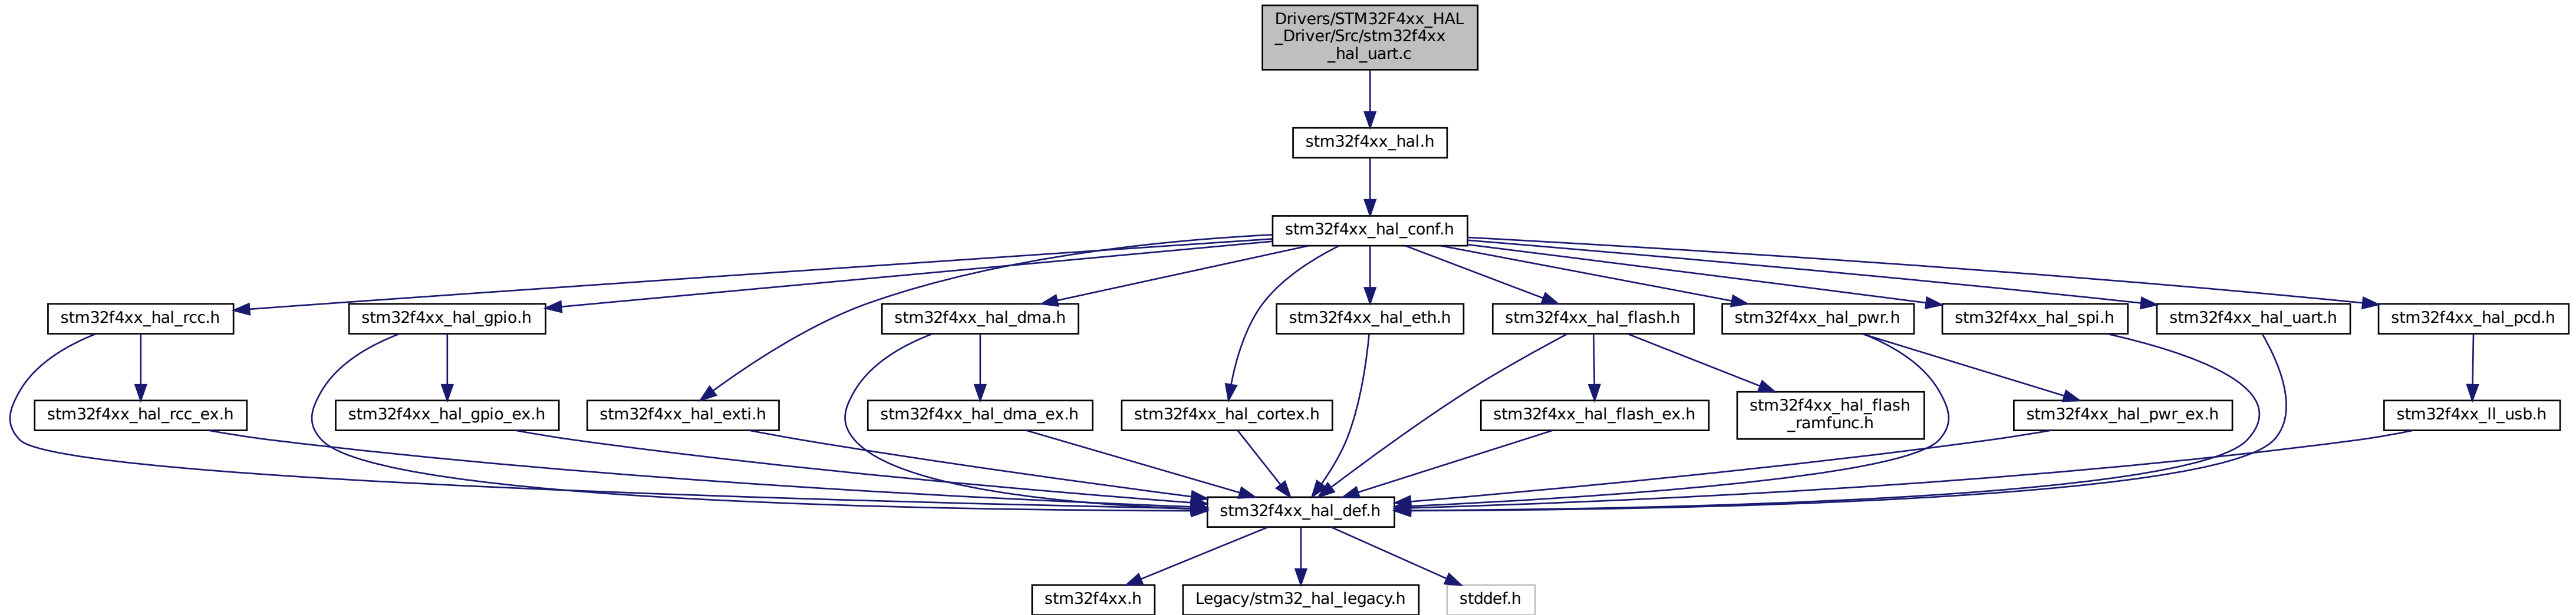 Drivers/STM32F4xx_HAL
_Driver/Src/stm32f4xx
_hal_uart.c
stm32f4xx_hal.h
stm32f4xx_hal_conf.h
stm32f4xx_hal_rcc.h
stm32f4xx_hal_gpio.h
stm32f4xx_hal_dma.h
stm32f4xx_hal_eth.h
stm32f4xx_hal_flash.h
stm32f4xx_hal_pwr.h
stm32f4xx_hal_spi.h
stm32f4xx_hal_uart.h
stm32f4xx_hal_pcd.h
stm32f4xx_hal_rcc_ex.h
stm32f4xx_hal_gpio_ex.h
stm32f4xx_hal_exti.h
stm32f4xx_hal_dma_ex.h
stm32f4xx_hal_cortex.h
stm32f4xx_hal_flash_ex.h
stm32f4xx_hal_flash
_ramfunc.h
stm32f4xx_hal_pwr_ex.h
stm32f4xx_ll_usb.h
stm32f4xx_hal_def.h
stm32f4xx.h
Legacy/stm32_hal_legacy.h
stddef.h